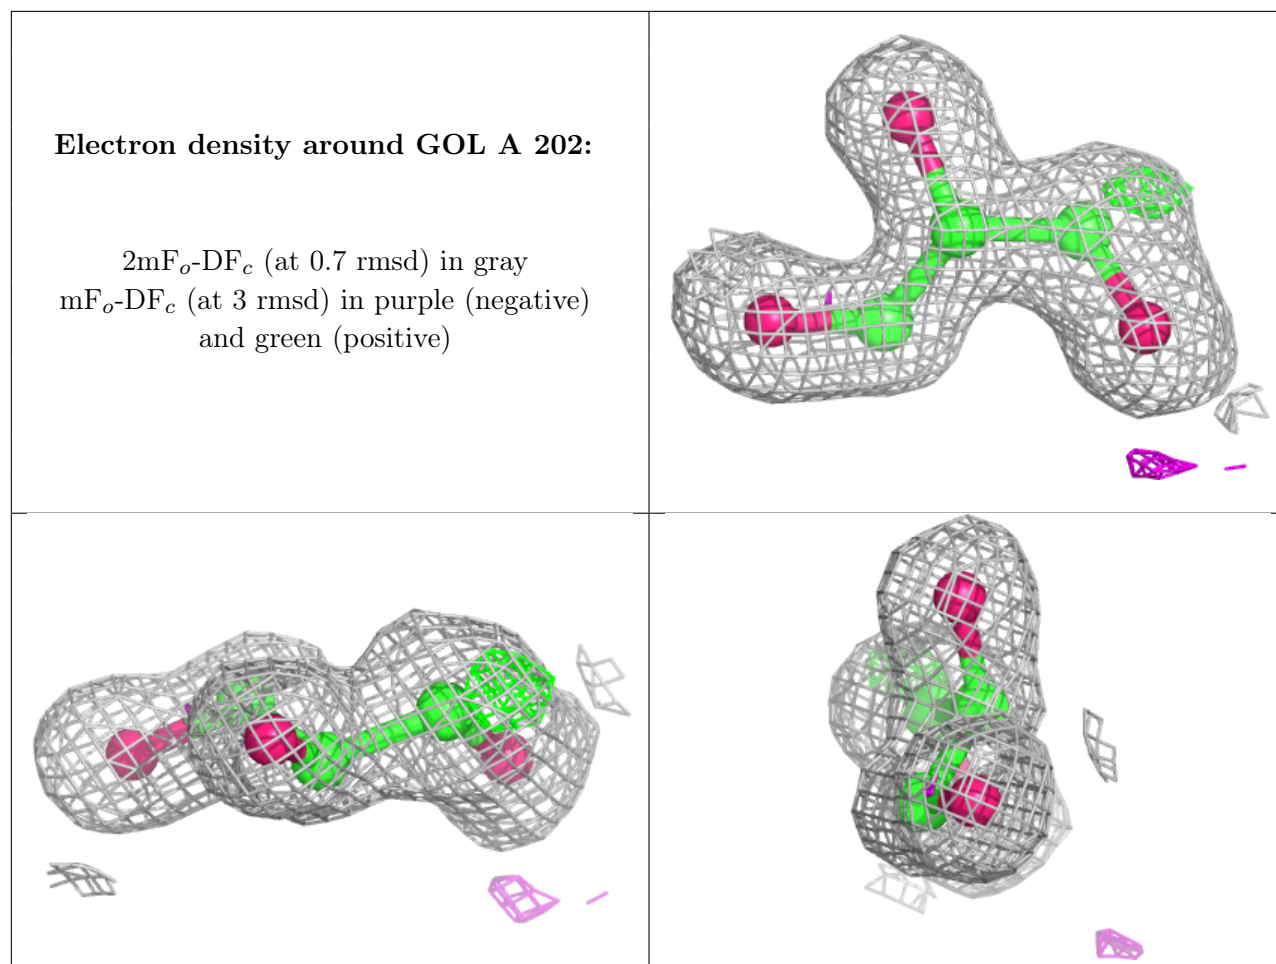 Electron density around GOL A 202:
2mFo-DFc (at 0.7 rmsd) in gray
mFo-DFc (at 3 rmsd) in purple (negative)
and green (positive)